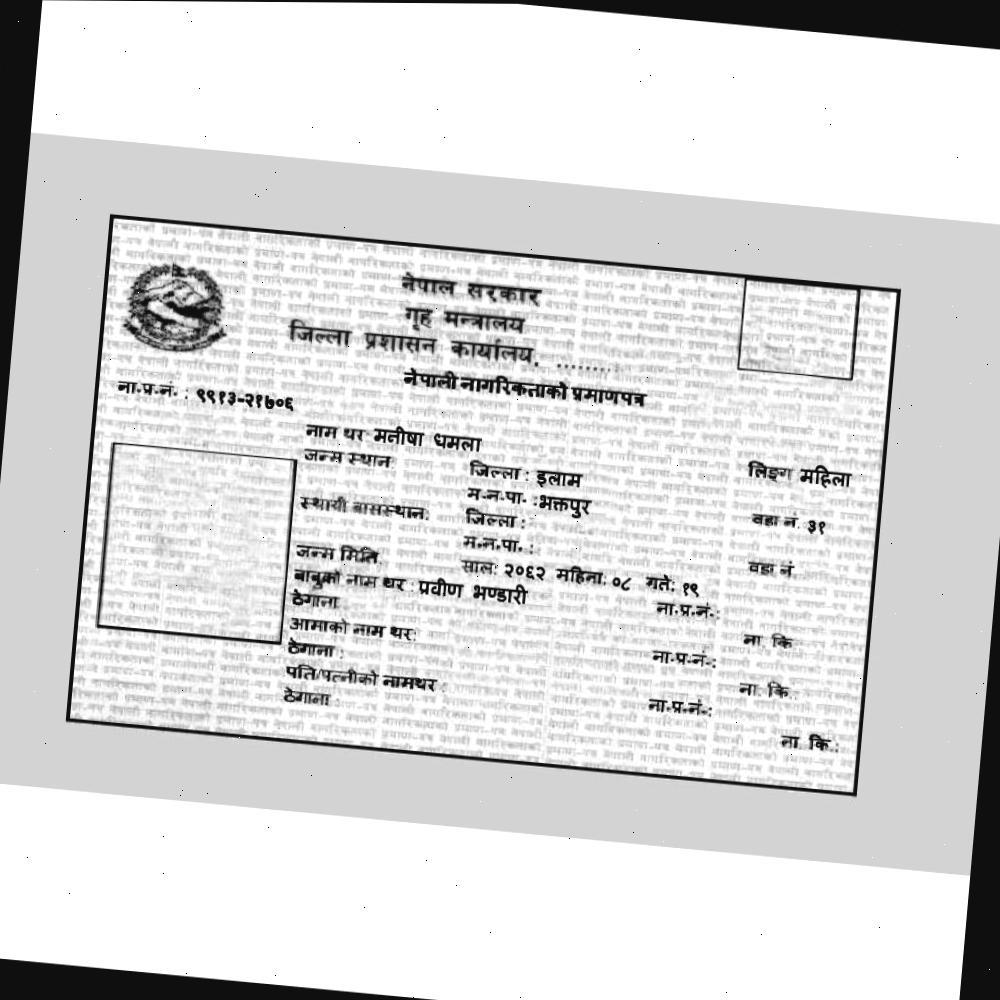 नेपाल सरकार
गृह मन्त्रालय
जिल्ला प्रशासन कार्यालय. ........
नेपाली नागरिकताको प्रमाणपत्र
ना.प्र.नं. : ९९१३-२१७०६
नाम थर: मनीषा धमला
लिङ्ग महिला
जन्म स्थान: जिल्ला : इलाम
म.न.पा. :भक्तपुर वडा नं. ३१
स्थायी बासस्थान: जिल्ला :
म.न.पा. : वडा नं.
जन्म मिति: साल: २०६२ महिना: ०८ गते: १९
बाबुको नाम थर : प्रवीण भण्डारी ना.प्र.नं.:
ठेगाना ना. कि.
आमाको नाम थर: ना.प्र.नं.:
ठेगाना : ना. कि.
पति/पत्नीको नामथर : ना.प्र.नं.:
ठेगाना : ना. कि.: